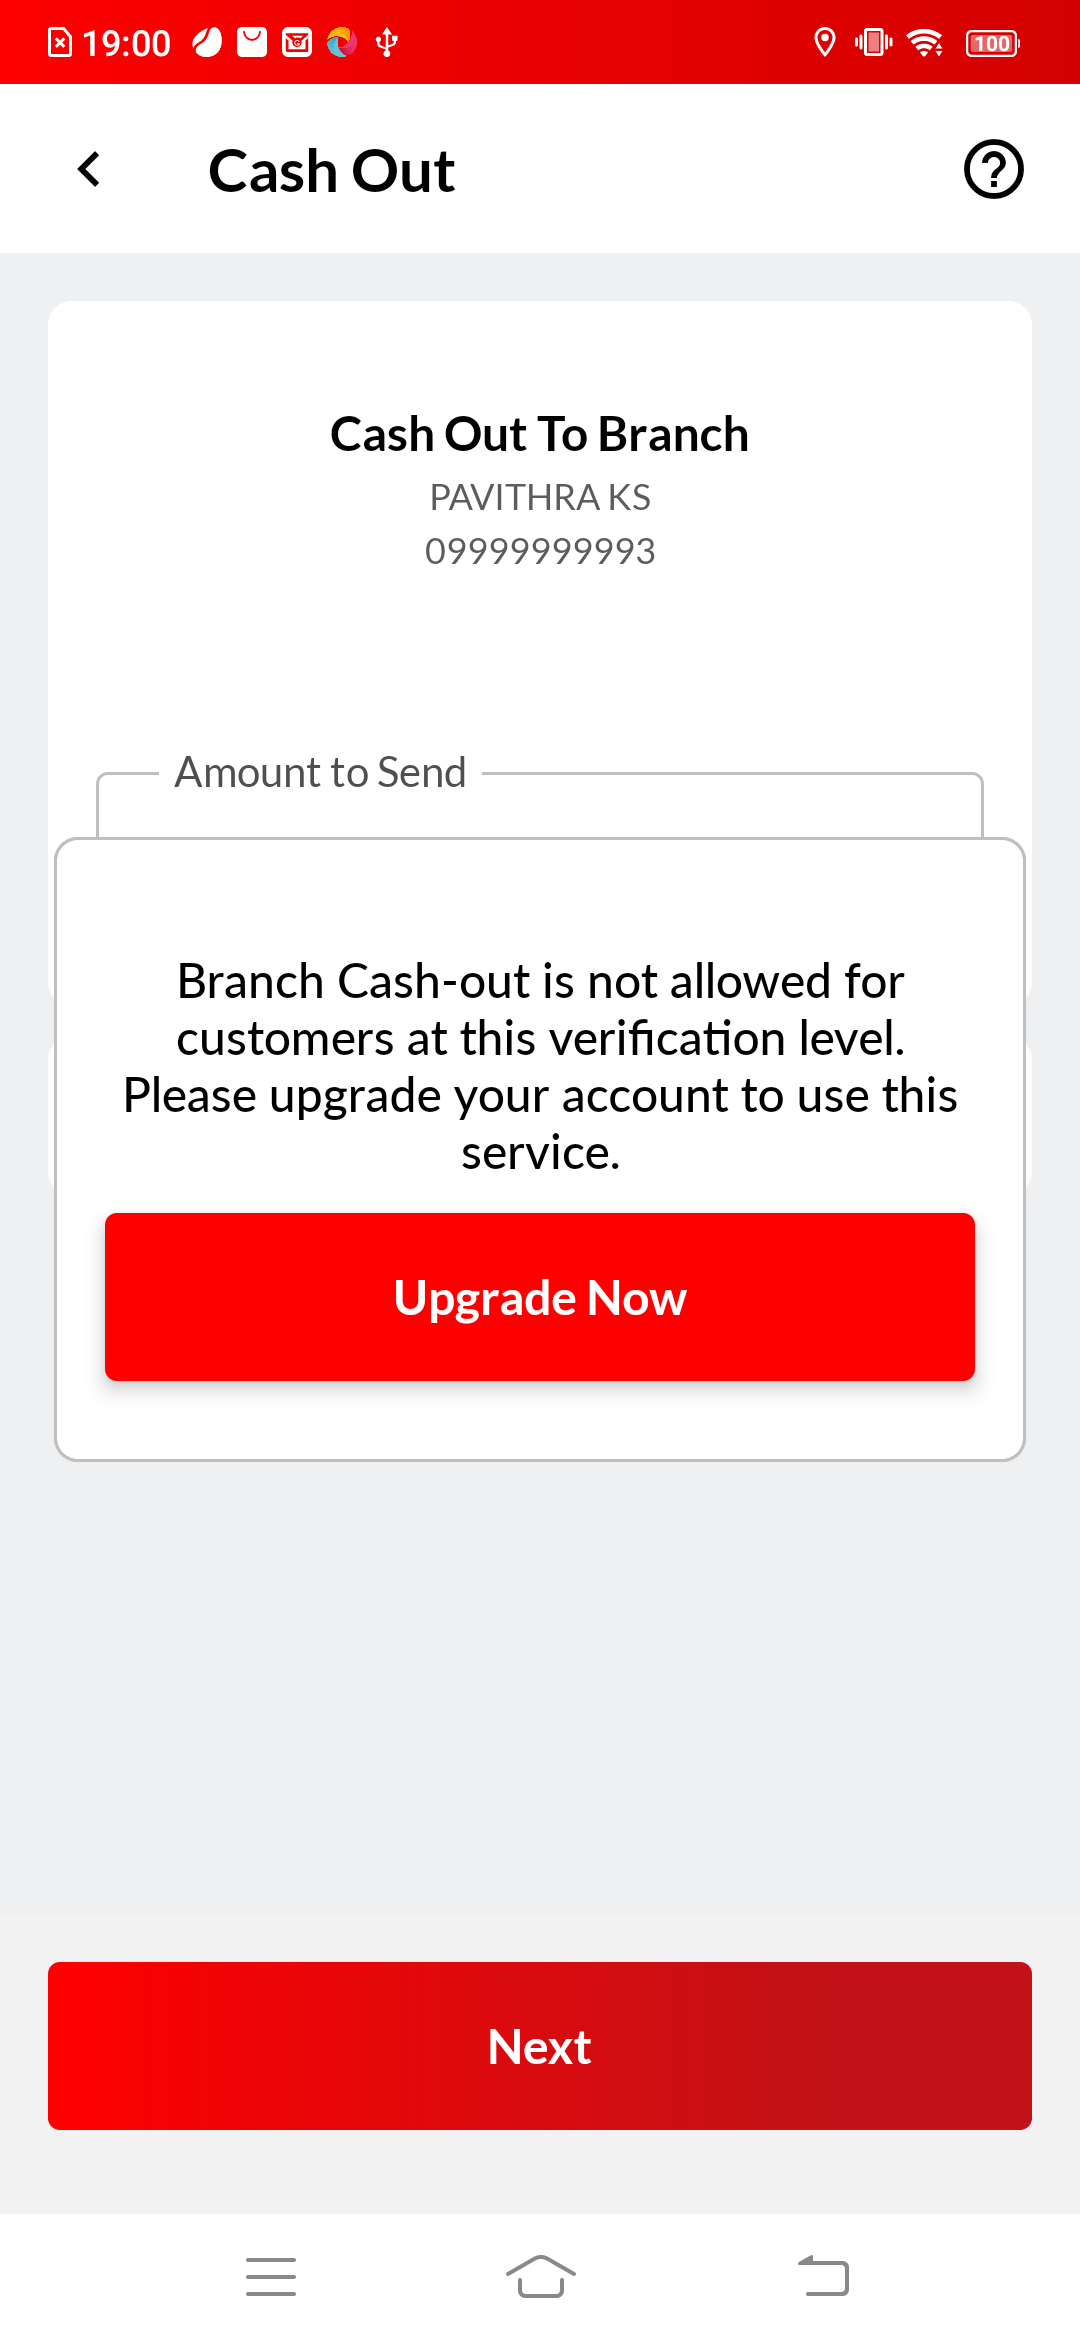 19:00
100
Cash Out
Cash Out To Branch
PAVITHRA KS
09999999993
Amount to Send
Branch Cash-out is not allowed for
customers at this verification level.
Please upgrade your account to use this
service.
Upgrade Now
Next